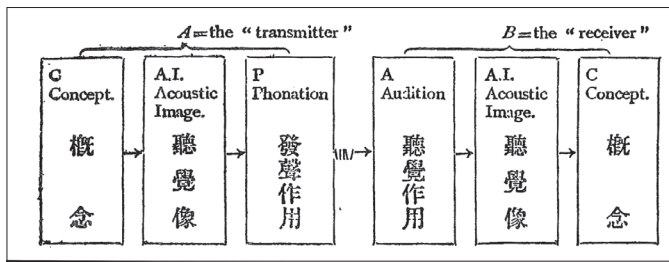 A=the “transmitter”
B=the “receiver”
C
Concept.
概
念
A.I.
Acoustic
Image.
聽
覺
像
P
Phonation
發
聲
作
用
A
Audition
聽
覺
作
用
A.I.
Acoustic
Image.
聽
覺
像
C
Concept.
概
念